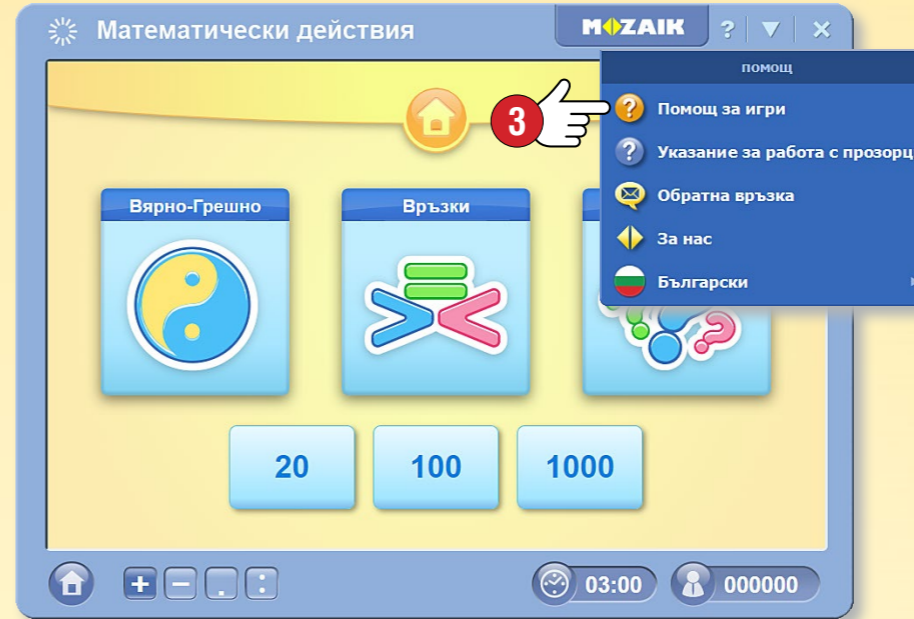 Математически действия
MOZAIK
?
помощ
3
Помощ за игри
Указание за работа с прозорц
Обратна връзка
За нас
Български
Вярно-Грешно
Връзки
20
100
1000
+ − . :
03:00
000000